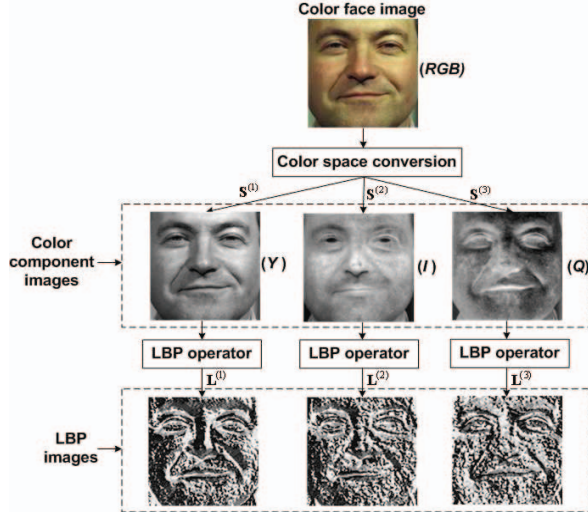 Color face image
(RGB)
Color space conversion
S(1)
S(2)
S(3)
Color
component
images
(Y )
(I )
(Q)
LBP operator
LBP operator
LBP operator
L(1)
L(2)
L(3)
LBP
images